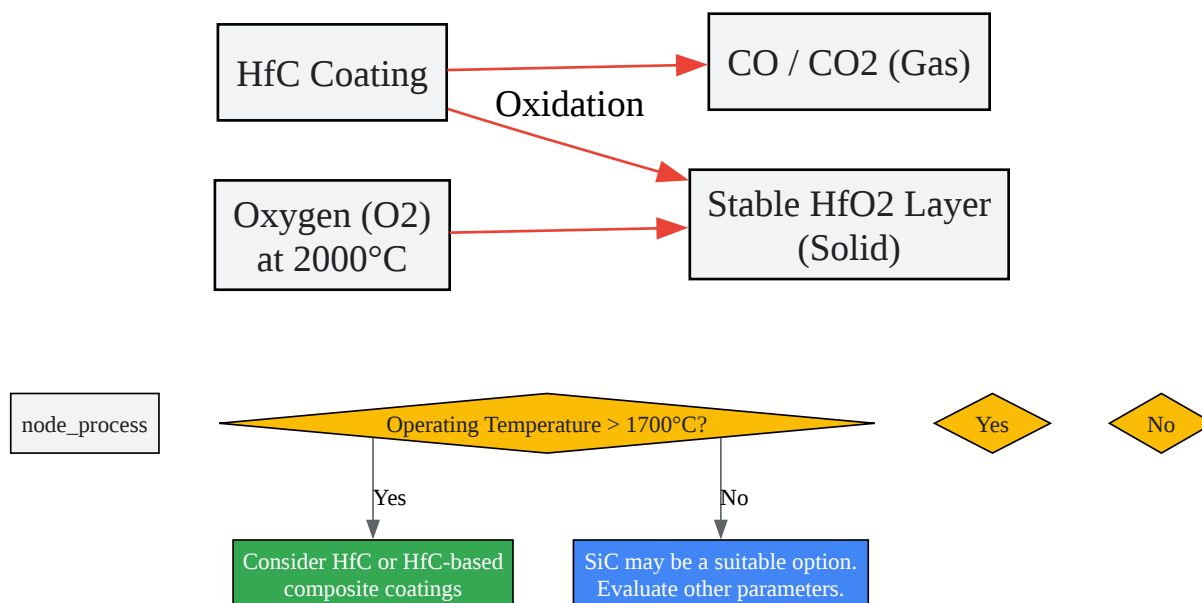 HfC Coating
CO / CO2 (Gas)
Oxidation
Oxygen (O2)
at 2000°C
Stable HfO2 Layer
(Solid)
node_process
Operating Temperature > 1700°C?
Yes
No
Yes
No
Consider HfC or HfC-based
composite coatings
SiC may be a suitable option.
Evaluate other parameters.